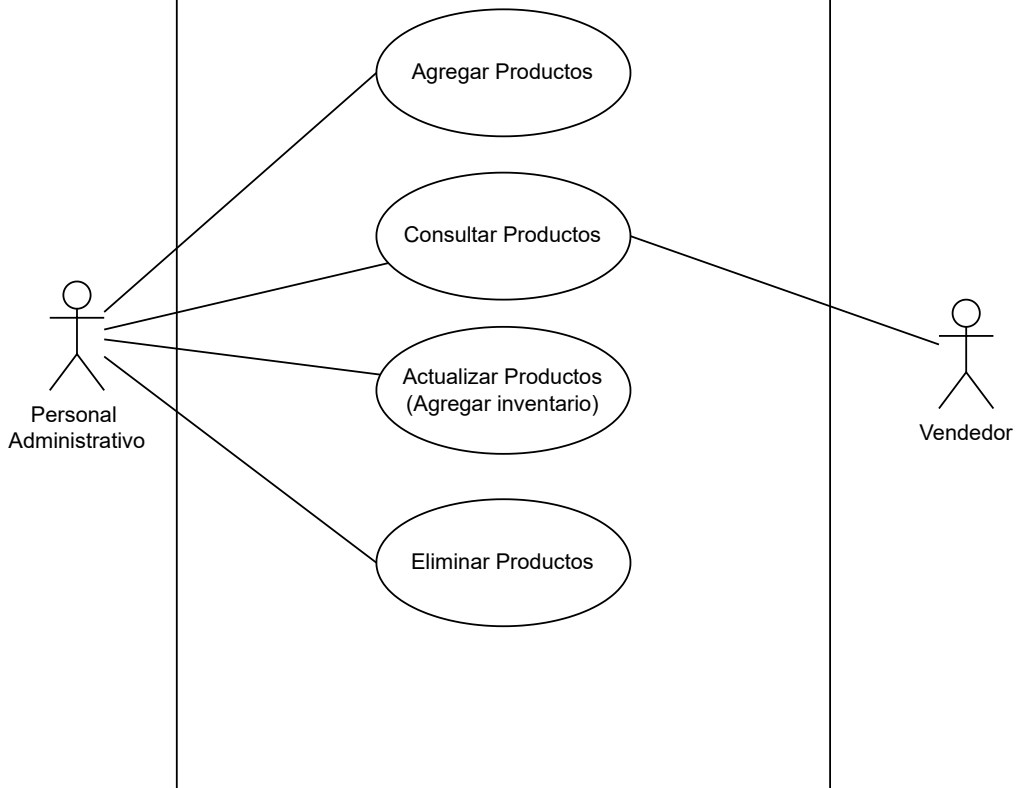 Agregar Productos
Consultar Productos
Actualizar Productos
(Agregar inventario)
Personal
Administrativo
Vendedor
Eliminar Productos